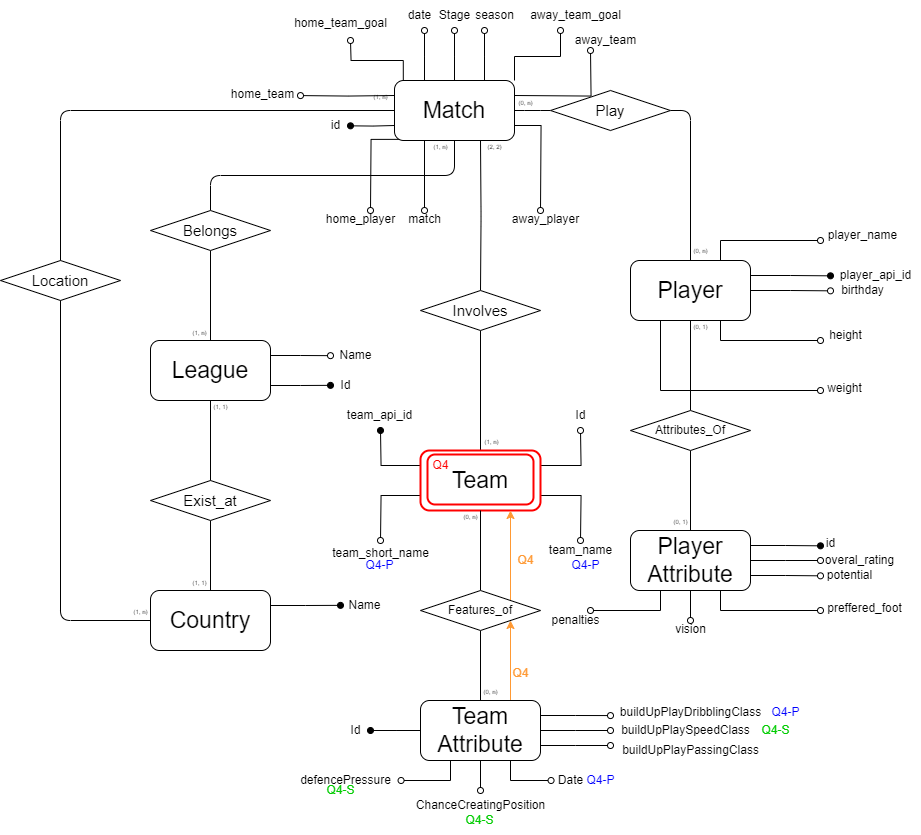 date Stage season away_team_goal
home_team_goal
away_team
home_team
(1, n)
Match
(0, n)
Play
id
(1, n)
(2, 2)
home_player match away_player
Belongs
player_name
(0, n)
Location
Player
player_api_id
birthday
Involves
(0, 1)
height
(1, n)
League
Name
Id
weight
(1, 1)
team_api_id
Id
Attributes_Of
(1, n)
Q4
Team
Exist_at
(0, n)
(0, 1)
team_short_name
Q4-P
team_name
Q4-P
Q4
Player
Attribute
id
overal_rating
potential
(1, 1)
(1, n)
Country
Name
Features_of
penalties
vision
preffered_foot
Q4
(0, n)
Team
Attribute
Id
buildUpPlayDribblingClass Q4-P
buildUpPlaySpeedClass Q4-S
buildUpPlayPassingClass
defencePressure
Q4-S
Date Q4-P
ChanceCreatingPosition
Q4-S